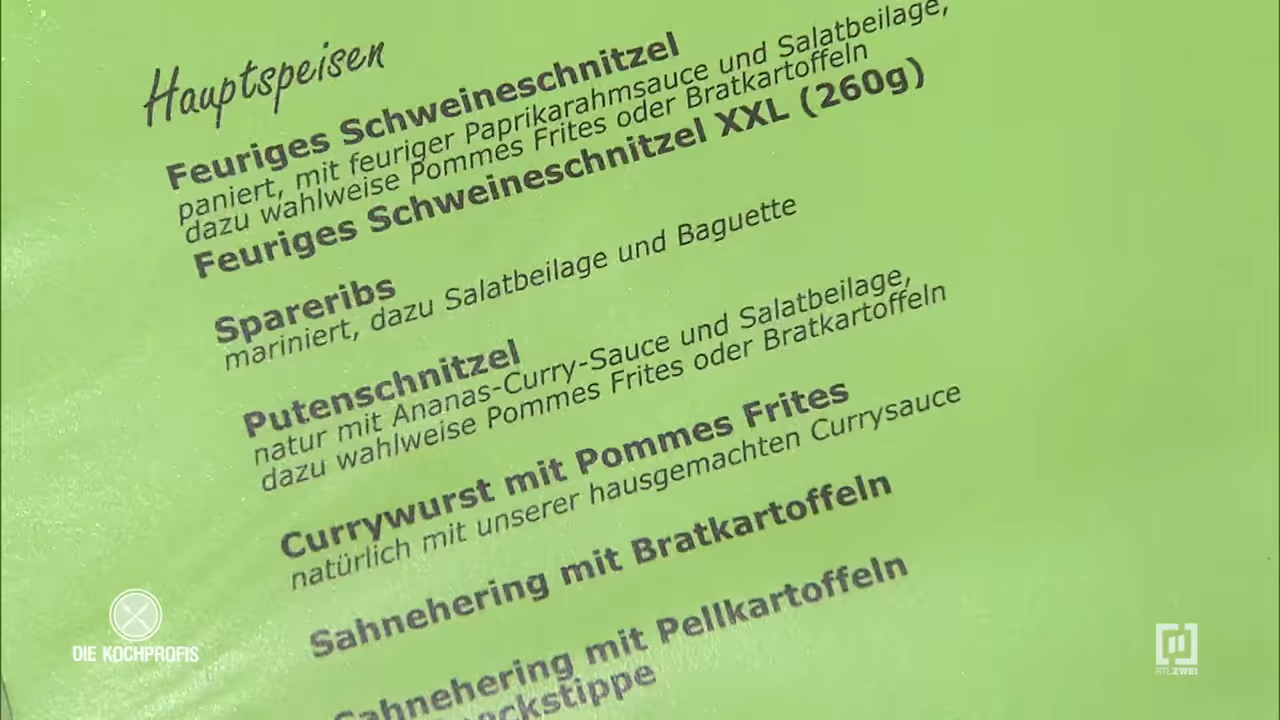 Hauptspeisen
Feuriges Schweineschnitzel
paniert, mit feuriger Paprikarahmsauce und Salatbeilage,
dazu wahlweise Pommes Frites oder Bratkartoffeln
Feuriges Schweineschnitzel XXL (260g)
Spareribs
mariniert, dazu Salatbeilage und Baguette
Putenschnitzel
natur mit Ananas-Curry-Sauce und Salatbeilage,
dazu wahlweise Pommes Frites oder Bratkartoffeln
Currywurst mit Pommes Frites
natürlich mit unserer hausgemachten Currysauce
Sahnehering mit Bratkartoffeln
Sahnehering mit Pellkartoffeln
DIE KOCHPROFIS
RTLZWEI